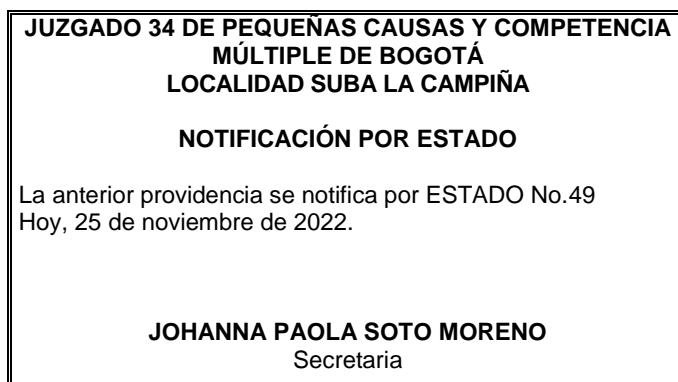 JUZGADO 34 DE PEQUEÑAS CAUSAS Y COMPETENCIA
MÚLTIPLE DE BOGOTÁ
LOCALIDAD SUBA LA CAMPIÑA
NOTIFICACIÓN POR ESTADO
La anterior providencia se notifica por ESTADO No.49
Hoy, 25 de noviembre de 2022.
JOHANNA PAOLA SOTO MORENO
Secretaria